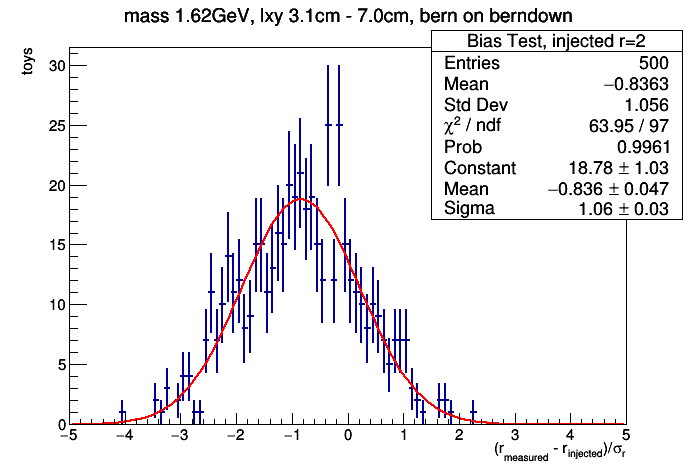 mass 1.62GeV, lxy 3.1cm - 7.0cm, bern on berndown
toys
Bias Test, injected r=2
Entries 500
Mean −0.8363
Std Dev 1.056
χ² / ndf 63.95 / 97
Prob 0.9961
Constant 18.78 ± 1.03
Mean −0.836 ± 0.047
Sigma 1.06 ± 0.03
30
25
20
15
10
5
0
−5 −4 −3 −2 −1 0 1 2 3 4 5
(r_measured - r_injected)/σ_r